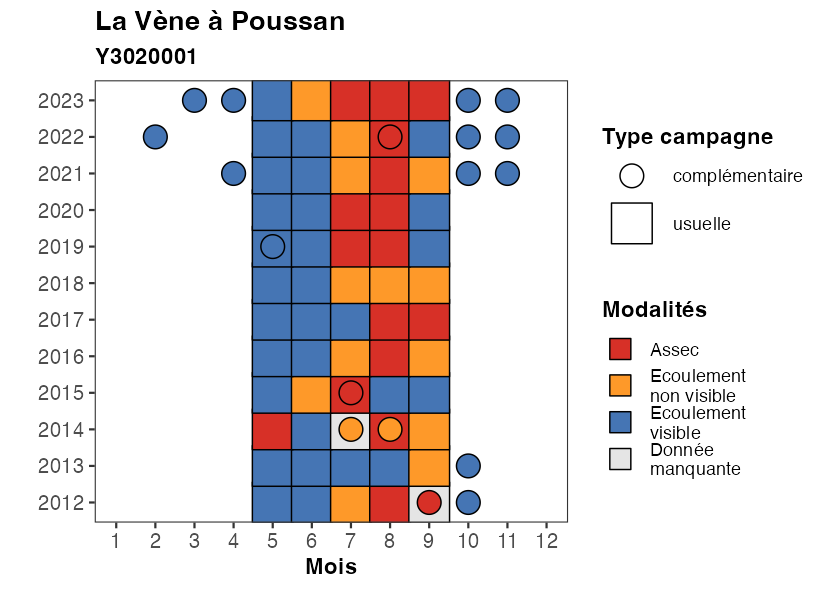 La Vène à Poussan
Y3020001
2023
2022
2021
2020
2019
2018
2017
2016
2015
2014
2013
2012
1 2 3 4 5 6 7 8 9 10 11 12
Mois
Type campagne
complémentaire
usuelle
Modalités
Assec
Ecoulement
non visible
Ecoulement
visible
Donnée
manquante